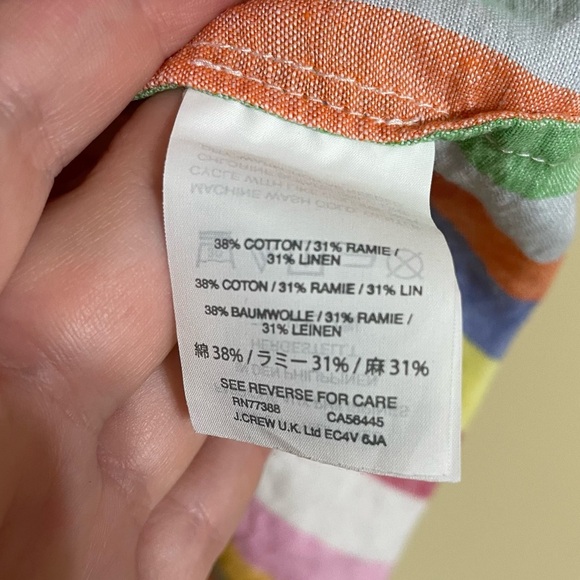 38% COTTON / 31% RAMIE /
31% LINEN
38% COTON / 31% RAMIE / 31% LIN
38% BAUMWOLLE / 31% RAMIE /
31% LEINEN
綿 38% / ラミー 31% / 麻 31%
SEE REVERSE FOR CARE
RN77388 CA56445
J.CREW U.K. Ltd EC4V 6JA